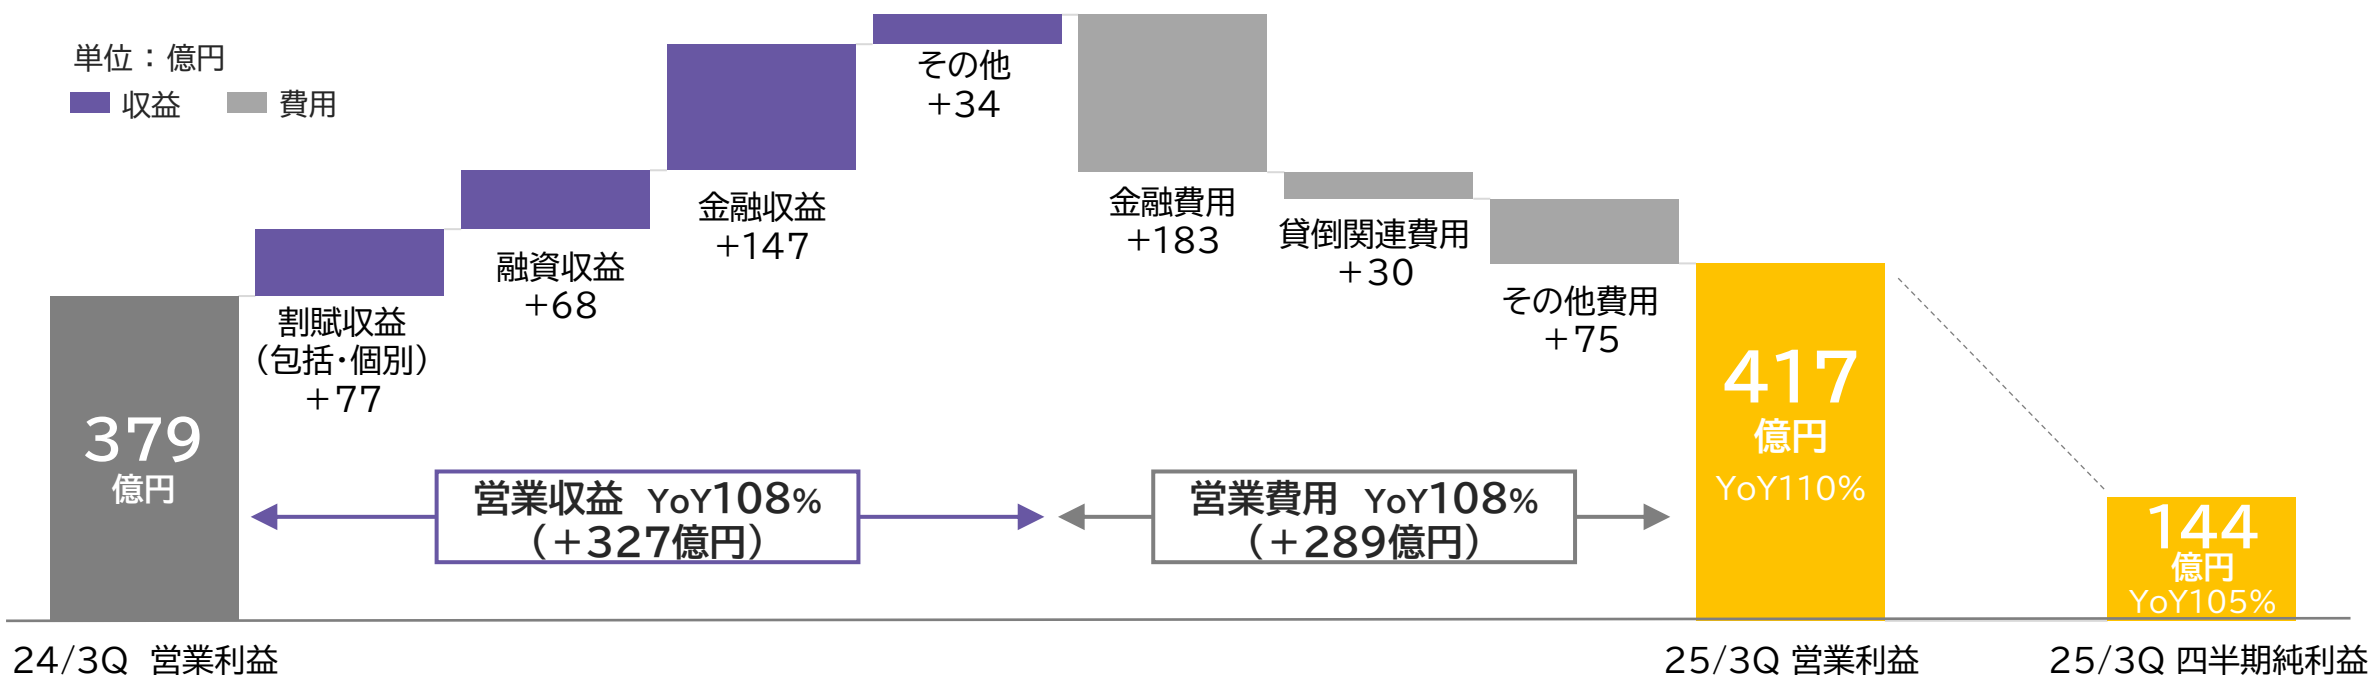 単位：億円
収益
費用
その他
+34
金融収益
+147
融資収益
+68
割賦収益
（包括・個別）
+77
金融費用
+183
貸倒関連費用
+30
その他費用
+75
379
億円
営業収益 YoY108%
（+327億円）
営業費用 YoY108%
（+289億円）
417
億円
YoY110%
144
億円
YoY105%
24/3Q 営業利益
25/3Q 営業利益
25/3Q 四半期純利益